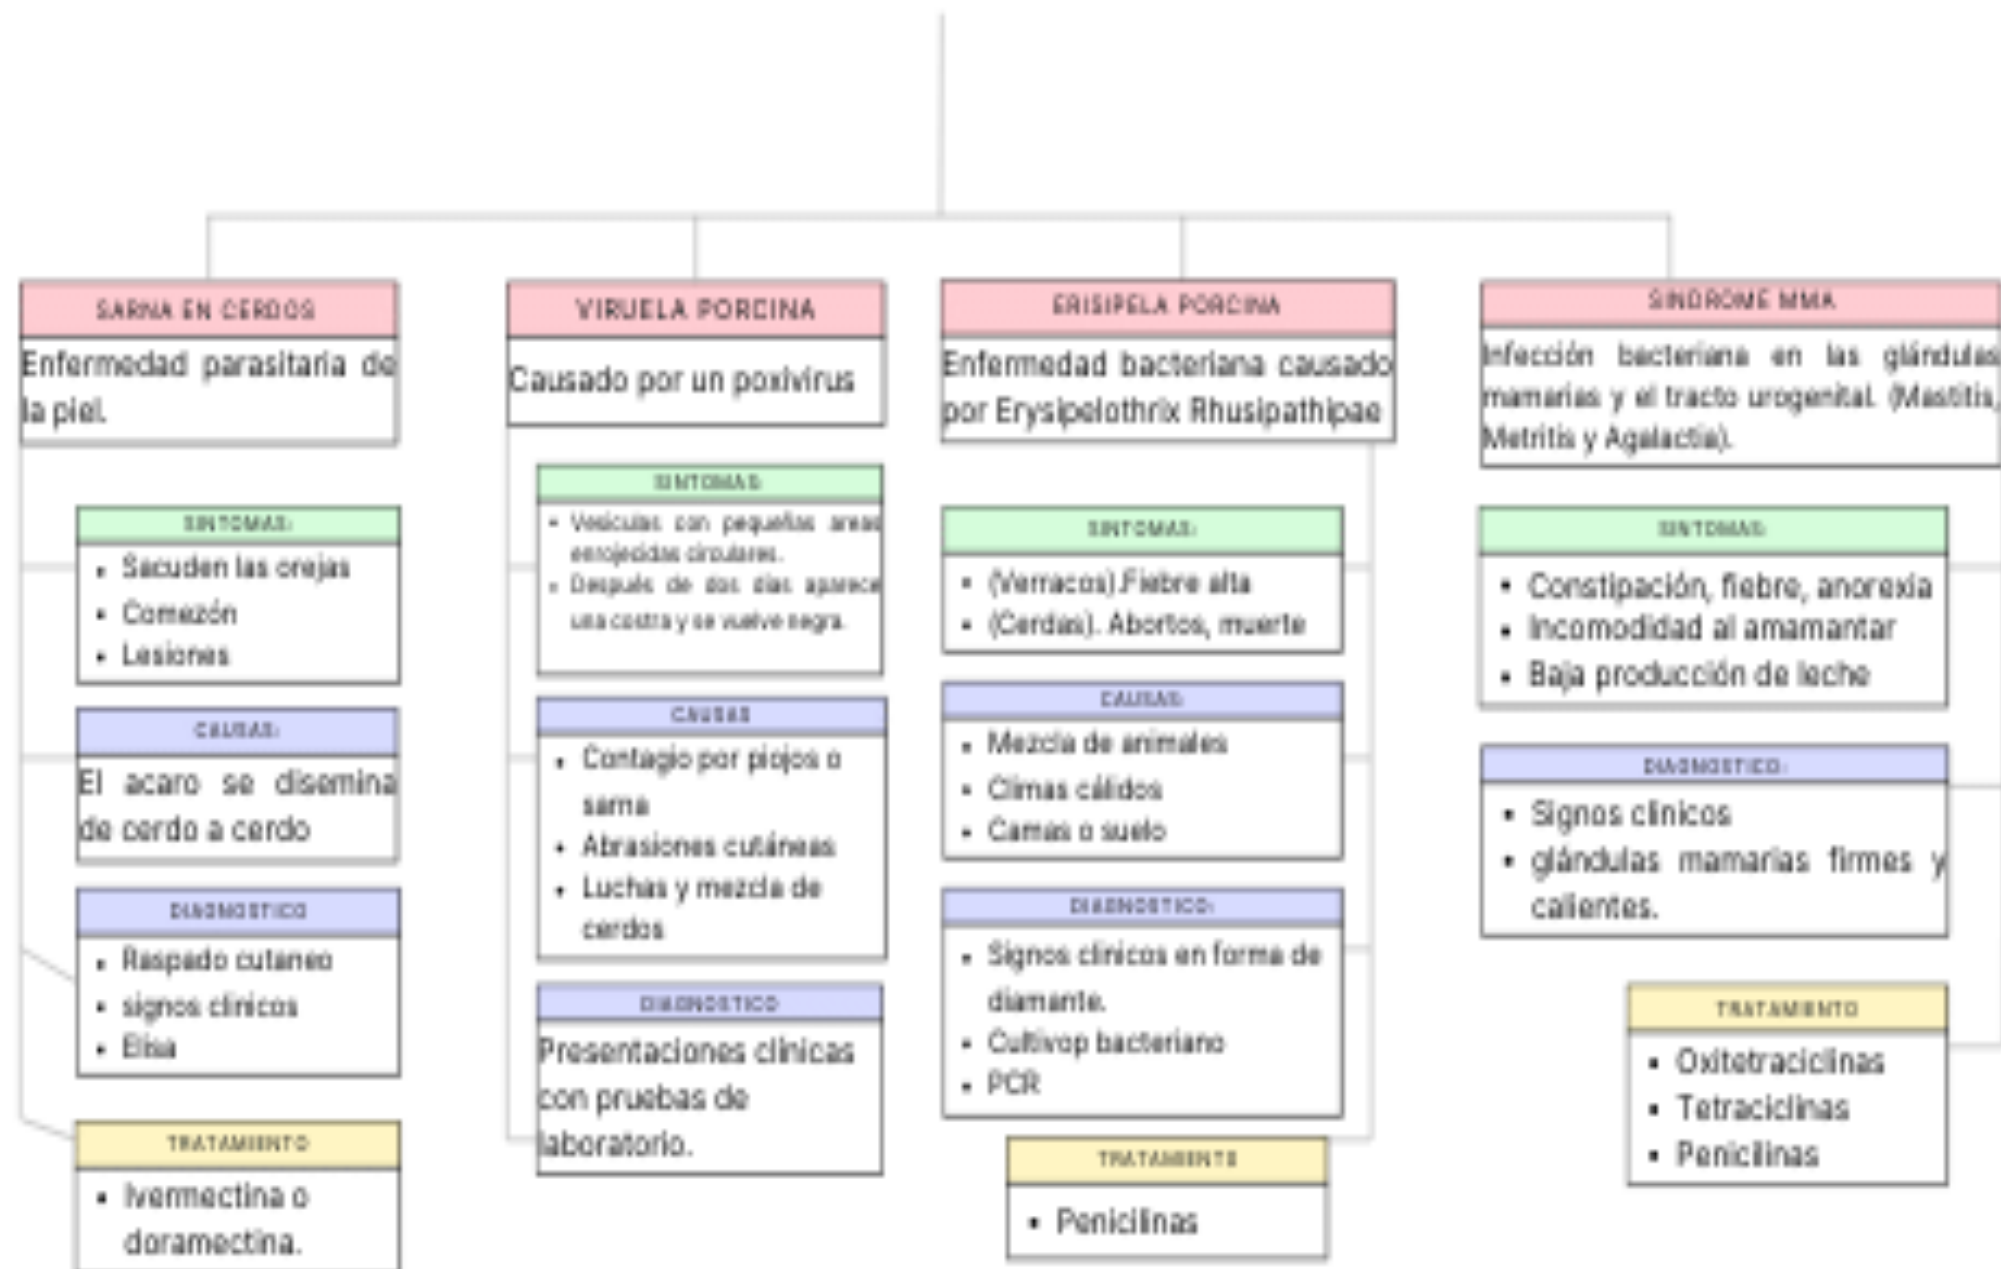 SARNA EN CERDOS
Enfermedad parasitaria de
la piel.
SINTOMAS:
• Sacuden las orejas
• Comezón
• Lesiones
CAUSAS:
El acaro se disemina
de cerdo a cerdo
DIAGNOSTICO
• Raspado cutaneo
• signos clinicos
• Elisa
TRATAMIENTO
• Ivermectina o
doramectina.
VIRUELA PORCINA
Causado por un poxivirus
SINTOMAS:
• Vesiculas con pequeñas areas
enrojecidas circulares.
• Después de dos dias aparece
una costra y se vuelve negra.
CAUSAS
• Contagio por piojos o
sarna
• Abrasiones cutáneas
• Luchas y mezcla de
cerdos
DIAGNOSTICO
Presentaciones clínicas
con pruebas de
laboratorio.
ERISIPELA PORCINA
Enfermedad bacteriana causado
por Erysipelothrix Rhusipathipae
SINTOMAS:
• (Verracos).Fiebre alta
• (Cerdas). Abortos, muerte
CAUSAS:
• Mezcla de animales
• Climas cálidos
• Camas o suelo
DIAGNOSTICO:
• Signos clinicos en forma de
diamante.
• Cultivop bacteriano
• PCR
TRATAMIENTO
• Penicilinas
SINDROME MMA
Infección bacteriana en las glándulas
mamarias y el tracto urogenital. (Mastitis,
Metritis y Agalactia).
SINTOMAS:
• Constipación, fiebre, anorexia
• Incomodidad al amamantar
• Baja producción de leche
DIAGNOSTICO:
• Signos clinicos
• glándulas mamarias firmes y
calientes.
TRATAMIENTO
• Oxitetraciclinas
• Tetraciclinas
• Penicilinas